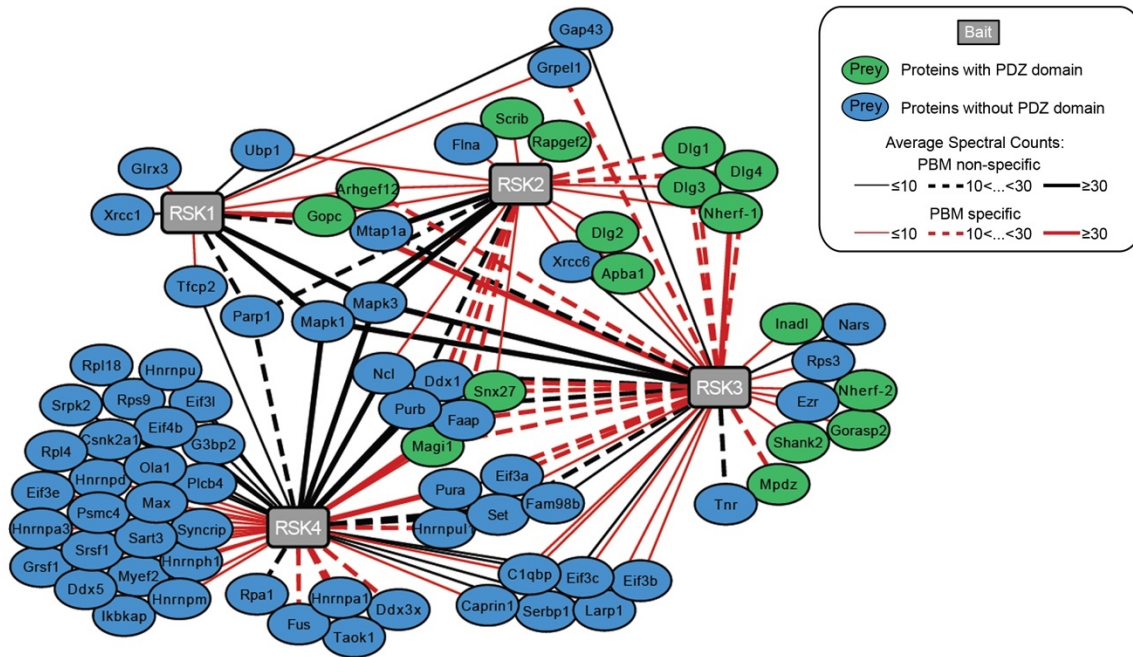 Gap43
Grpel1
Scrib
Flna
Rapgef2
Ubp1
Glrx3
Xrcc1
RSK1
RSK2
Arhgef12
Gopc
Mtap1a
Dlg1
Dlg4
Dlg3
Nherf-1
Dlg2
Xrcc6
Apba1
Tfcp2
Parp1
Mapk1
Mapk3
Inadl
Nars
Rps3
RSK3
Ezr
Nherf-2
Shank2
Gorasp2
Mpdz
Tnr
Ncl
Ddx1
Snx27
Purb
Faap
Magi1
Rpl18
Hnrnpu
Srpk2
Rps9
Eif3l
Csnk2a1
Eif4b
G3bp2
Rpl4
Ola1
Hnrnpd
Plcb4
Eif3e
Max
Psmc4
Hnrnpa3
Syncrip
Sart3
Srsf1
Grsf1
Hnrnph1
Myef2
Ddx5
Hnrnpm
Ikbkap
RSK4
Eif3a
Pura
Fam98b
Set
Hnrnpul1
Rpa1
Hnrnpa1
Ddx3x
Fus
Taok1
C1qbp
Eif3c
Eif3b
Caprin1
Serbp1
Larp1
Bait
Prey Proteins with PDZ domain
Prey Proteins without PDZ domain
Average Spectral Counts:
PBM non-specific
≤10 10<...<30 ≥30
PBM specific
≤10 10<...<30 ≥30